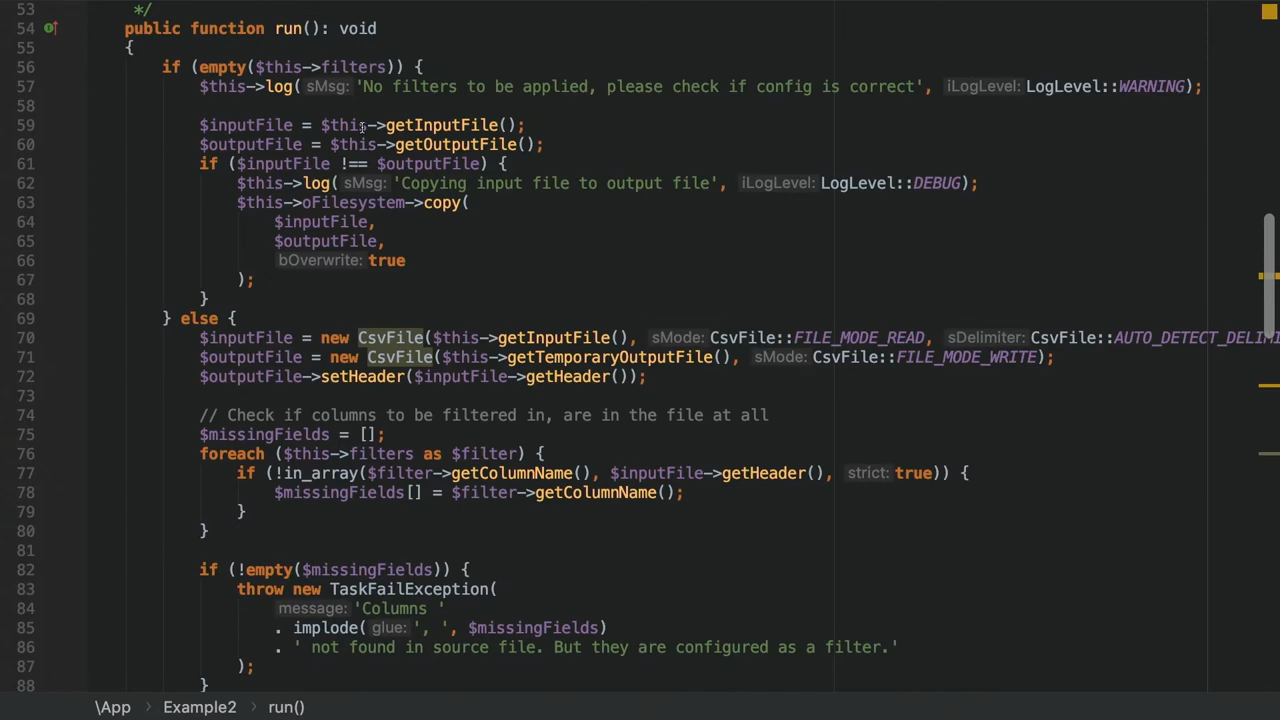 53 */
54 public function run(): void
55 {
56 if (empty($this->filters)) {
57 $this->log( sMsg: 'No filters to be applied, please check if config is correct', iLogLevel: LogLevel::WARNING);
58
59 $inputFile = $this->getInputFile();
60 $outputFile = $this->getOutputFile();
61 if ($inputFile !== $outputFile) {
62 $this->log( sMsg: 'Copying input file to output file', iLogLevel: LogLevel::DEBUG);
63 $this->oFilesystem->copy(
64 $inputFile,
65 $outputFile,
66 bOverwrite: true
67 );
68 }
69 } else {
70 $inputFile = new CsvFile($this->getInputFile(), sMode: CsvFile::FILE_MODE_READ, sDelimiter: CsvFile::AUTO_DETECT_DELIMI
71 $outputFile = new CsvFile($this->getTemporaryOutputFile(), sMode: CsvFile::FILE_MODE_WRITE);
72 $outputFile->setHeader($inputFile->getHeader());
73
74 // Check if columns to be filtered in, are in the file at all
75 $missingFields = [];
76 foreach ($this->filters as $filter) {
77 if (!in_array($filter->getColumnName(), $inputFile->getHeader(), strict: true)) {
78 $missingFields[] = $filter->getColumnName();
79 }
80 }
81
82 if (!empty($missingFields)) {
83 throw new TaskFailException(
84 message: 'Columns '
85 . implode( glue: ', ', $missingFields)
86 . ' not found in source file. But they are configured as a filter.'
87 );
88 }
\App › Example2 › run()